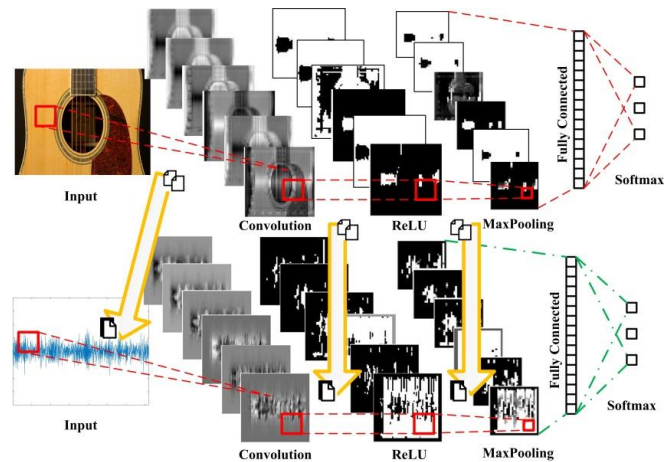 Input
Convolution
ReLU
MaxPooling
Fully Connected
Softmax
Input
Convolution
ReLU
MaxPooling
Fully Connected
Softmax